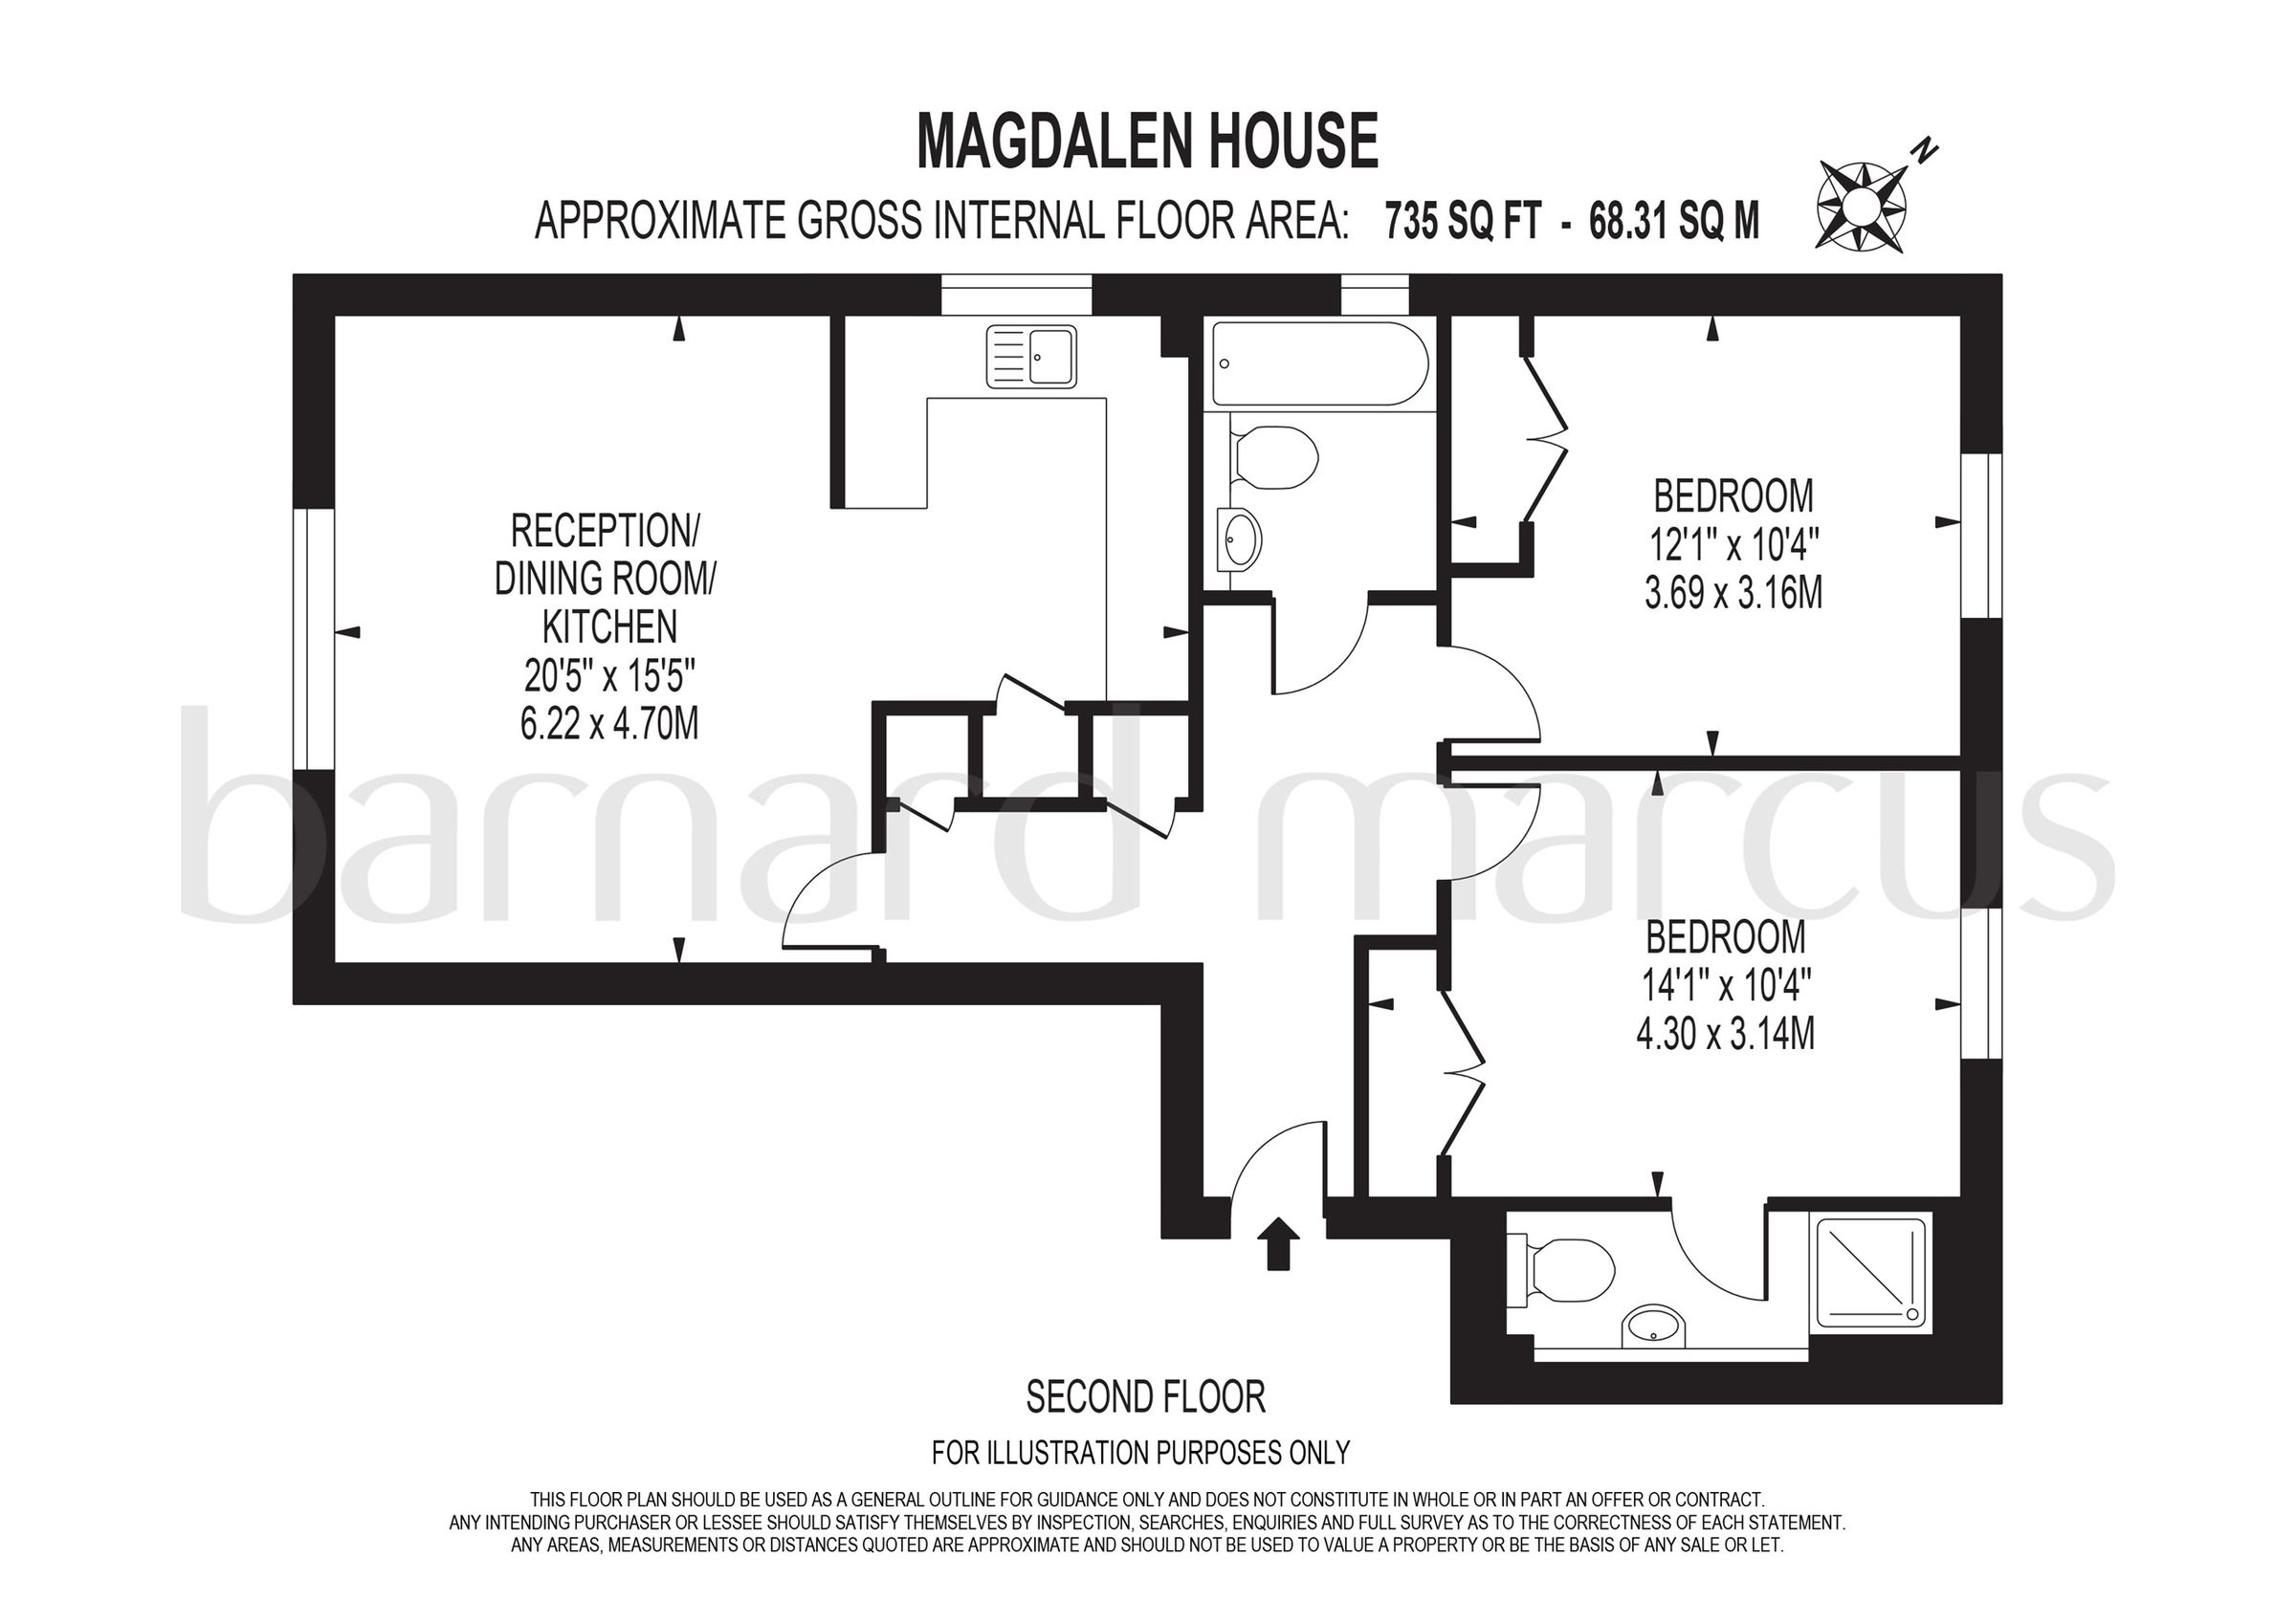 MAGDALEN HOUSE
APPROXIMATE GROSS INTERNAL FLOOR AREA: 735 SQ FT - 68.31 SQ M
N
RECEPTION/
DINING ROOM/
KITCHEN
20'5" x 15'5"
6.22 x 4.70M
BEDROOM
12'1" x 10'4"
3.69 x 3.16M
barnard marcus
BEDROOM
14'1" x 10'4"
4.30 x 3.14M
SECOND FLOOR
FOR ILLUSTRATION PURPOSES ONLY
THIS FLOOR PLAN SHOULD BE USED AS A GENERAL OUTLINE FOR GUIDANCE ONLY AND DOES NOT CONSTITUTE IN WHOLE OR IN PART AN OFFER OR CONTRACT.
ANY INTENDING PURCHASER OR LESSEE SHOULD SATISFY THEMSELVES BY INSPECTION, SEARCHES, ENQUIRIES AND FULL SURVEY AS TO THE CORRECTNESS OF EACH STATEMENT.
ANY AREAS, MEASUREMENTS OR DISTANCES QUOTED ARE APPROXIMATE AND SHOULD NOT BE USED TO VALUE A PROPERTY OR BE THE BASIS OF ANY SALE OR LET.